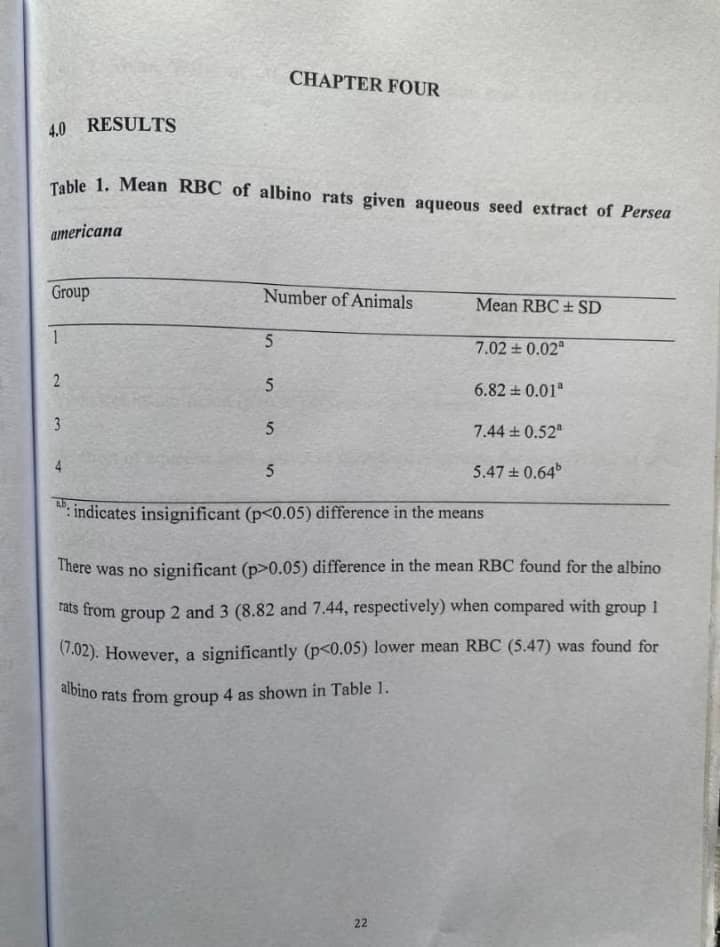 CHAPTER FOUR
4.0 RESULTS
Table 1. Mean RBC of albino rats given aqueous seed extract of Persea
americana
Group Number of Animals Mean RBC ± SD
1 5 7.02 ± 0.02ᵃ
2 5 6.82 ± 0.01ᵃ
3 5 7.44 ± 0.52ᵃ
4 5 5.47 ± 0.64ᵇ
ᵃ,ᵇ: indicates insignificant (p<0.05) difference in the means
There was no significant (p>0.05) difference in the mean RBC found for the albino
rats from group 2 and 3 (8.82 and 7.44, respectively) when compared with group 1
(7.02). However, a significantly (p<0.05) lower mean RBC (5.47) was found for
albino rats from group 4 as shown in Table 1.
22